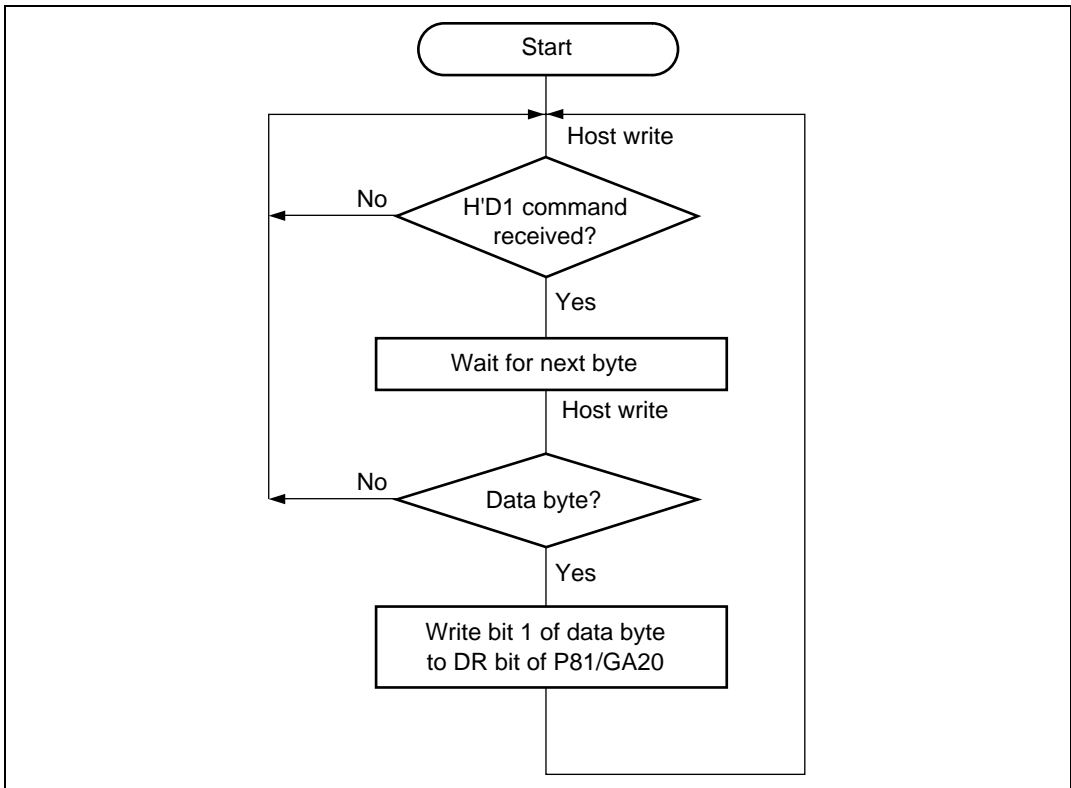 Start
Host write
No
H'D1 command
received?
Yes
Wait for next byte
Host write
No
Data byte?
Yes
Write bit 1 of data byte
to DR bit of P81/GA20